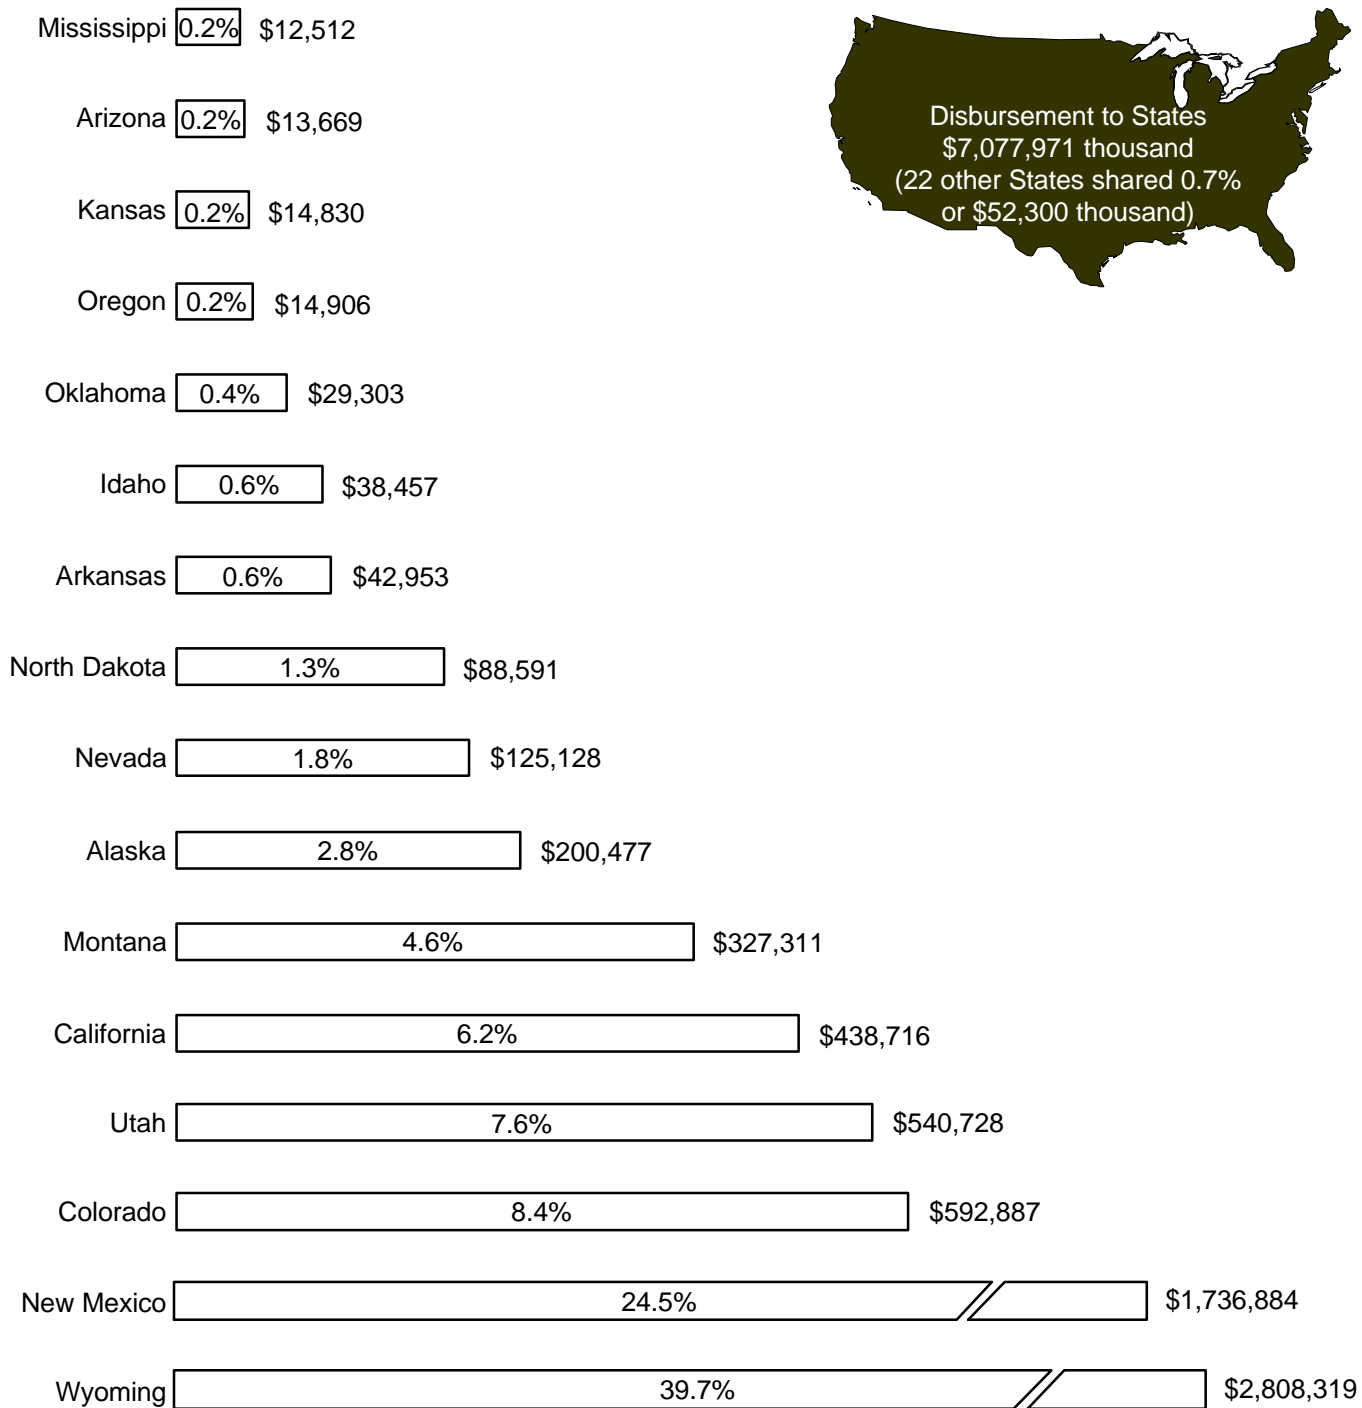 Mississippi 0.2% $12,512
Disbursement to States
$7,077,971 thousand
(22 other States shared 0.7%
or $52,300 thousand)
Arizona 0.2% $13,669
Kansas 0.2% $14,830
Oregon 0.2% $14,906
Oklahoma 0.4% $29,303
Idaho 0.6% $38,457
Arkansas 0.6% $42,953
North Dakota 1.3% $88,591
Nevada 1.8% $125,128
Alaska 2.8% $200,477
Montana 4.6% $327,311
California 6.2% $438,716
Utah 7.6% $540,728
Colorado 8.4% $592,887
New Mexico 24.5% $1,736,884
Wyoming 39.7% $2,808,319